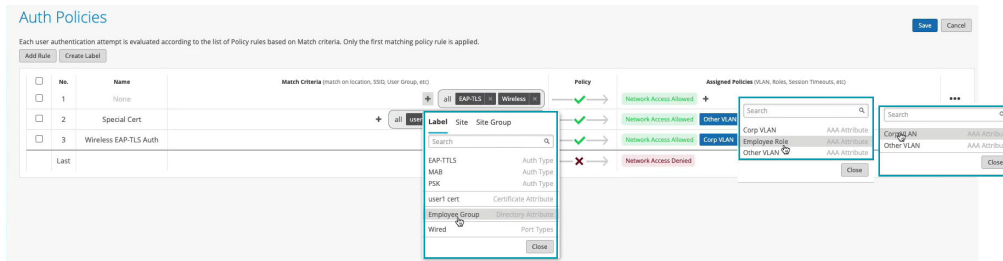 Auth Policies
Save Cancel
Each user authentication attempt is evaluated according to the list of Policy rules based on Match criteria. Only the first matching policy rule is applied.
Add Rule Create Label
No. Name Match Criteria (match on location, SSID, User Group, etc) Policy Assigned Policies (VLAN, Roles, Session Timeouts, etc)
1 None + all EAP-TLS × Wireless × Network Access Allowed + •••
2 Special Cert + all user Network Access Allowed Other VLAN
3 Wireless EAP-TLS Auth Network Access Allowed Corp VLAN
Last Network Access Denied
Label Site Site Group
Search
EAP-TTLS Auth Type
MAB Auth Type
PSK Auth Type
user1 cert Certificate Attribute
Employee Group Directory Attribute
Wired Port Types
Close
Search
Corp VLAN AAA Attribute
Employee Role AAA Attribute
Other VLAN AAA Attribute
Close
Search
Corp VLAN AAA Attribu
Other VLAN AAA Attribu
Close